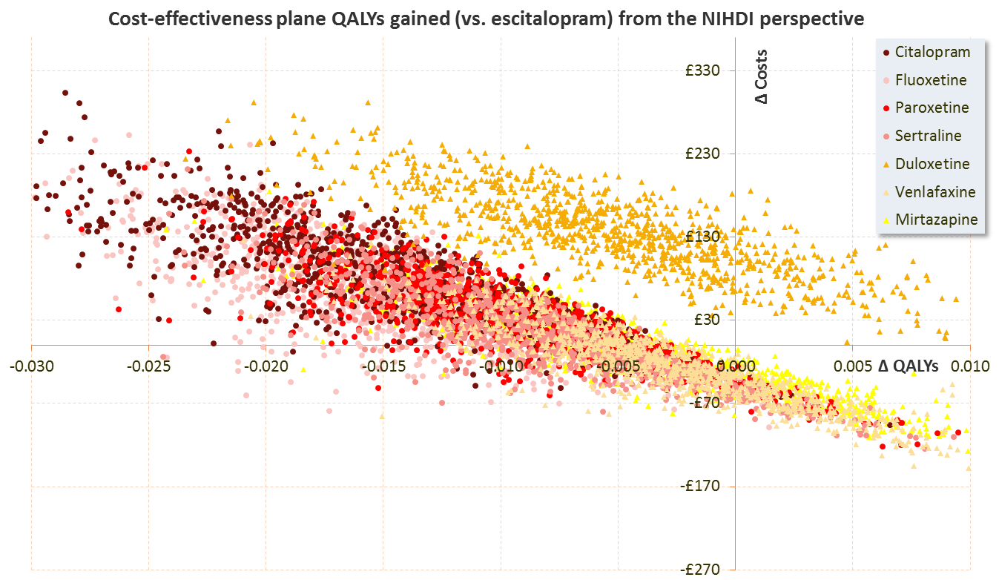 Cost-effectiveness plane QALYs gained (vs. escitalopram) from the NIHDI perspective
Δ Costs
£330
£230
£130
£30
-£70
-£170
-£270
-0.030
-0.025
-0.020
-0.015
-0.010
-0.005
0.000
0.005
Δ QALYs
0.010
Citalopram
Fluoxetine
Paroxetine
Sertraline
Duloxetine
Venlafaxine
Mirtazapine